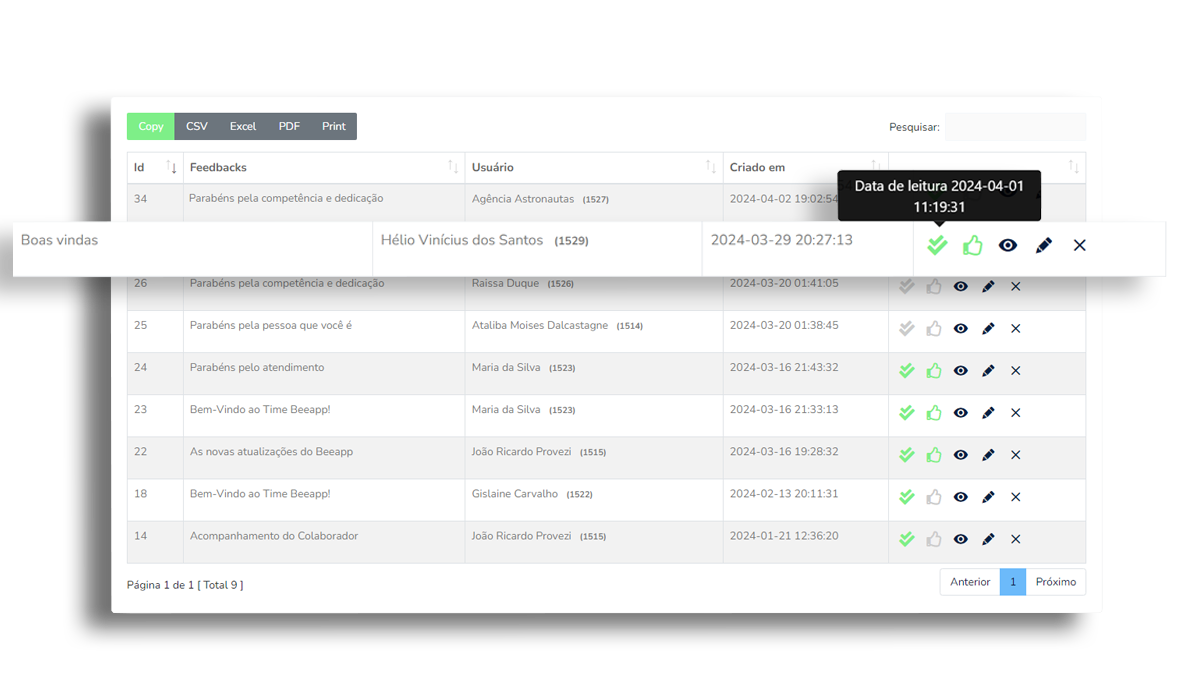 Copy CSV Excel PDF Print Pesquisar:
Id Feedbacks Usuário Criado em
34 Parabéns pela competência e dedicação Agência Astronautas (1527) 2024-04-02 19:02:54
Data de leitura 2024-04-01
11:19:31
Boas vindas Hélio Vinícius dos Santos (1529) 2024-03-29 20:27:13
26 Parabéns pela competência e dedicação Raissa Duque (1526) 2024-03-20 01:41:05
25 Parabéns pela pessoa que você é Ataliba Moises Dalcastagne (1514) 2024-03-20 01:38:45
24 Parabéns pelo atendimento Maria da Silva (1523) 2024-03-16 21:43:32
23 Bem-Vindo ao Time Beeapp! Maria da Silva (1523) 2024-03-16 21:33:13
22 As novas atualizações do Beeapp João Ricardo Provezi (1515) 2024-03-16 19:28:32
18 Bem-Vindo ao Time Beeapp! Gislaine Carvalho (1522) 2024-02-13 20:11:31
14 Acompanhamento do Colaborador João Ricardo Provezi (1515) 2024-01-21 12:36:20
Página 1 de 1 [ Total 9 ] Anterior 1 Próximo